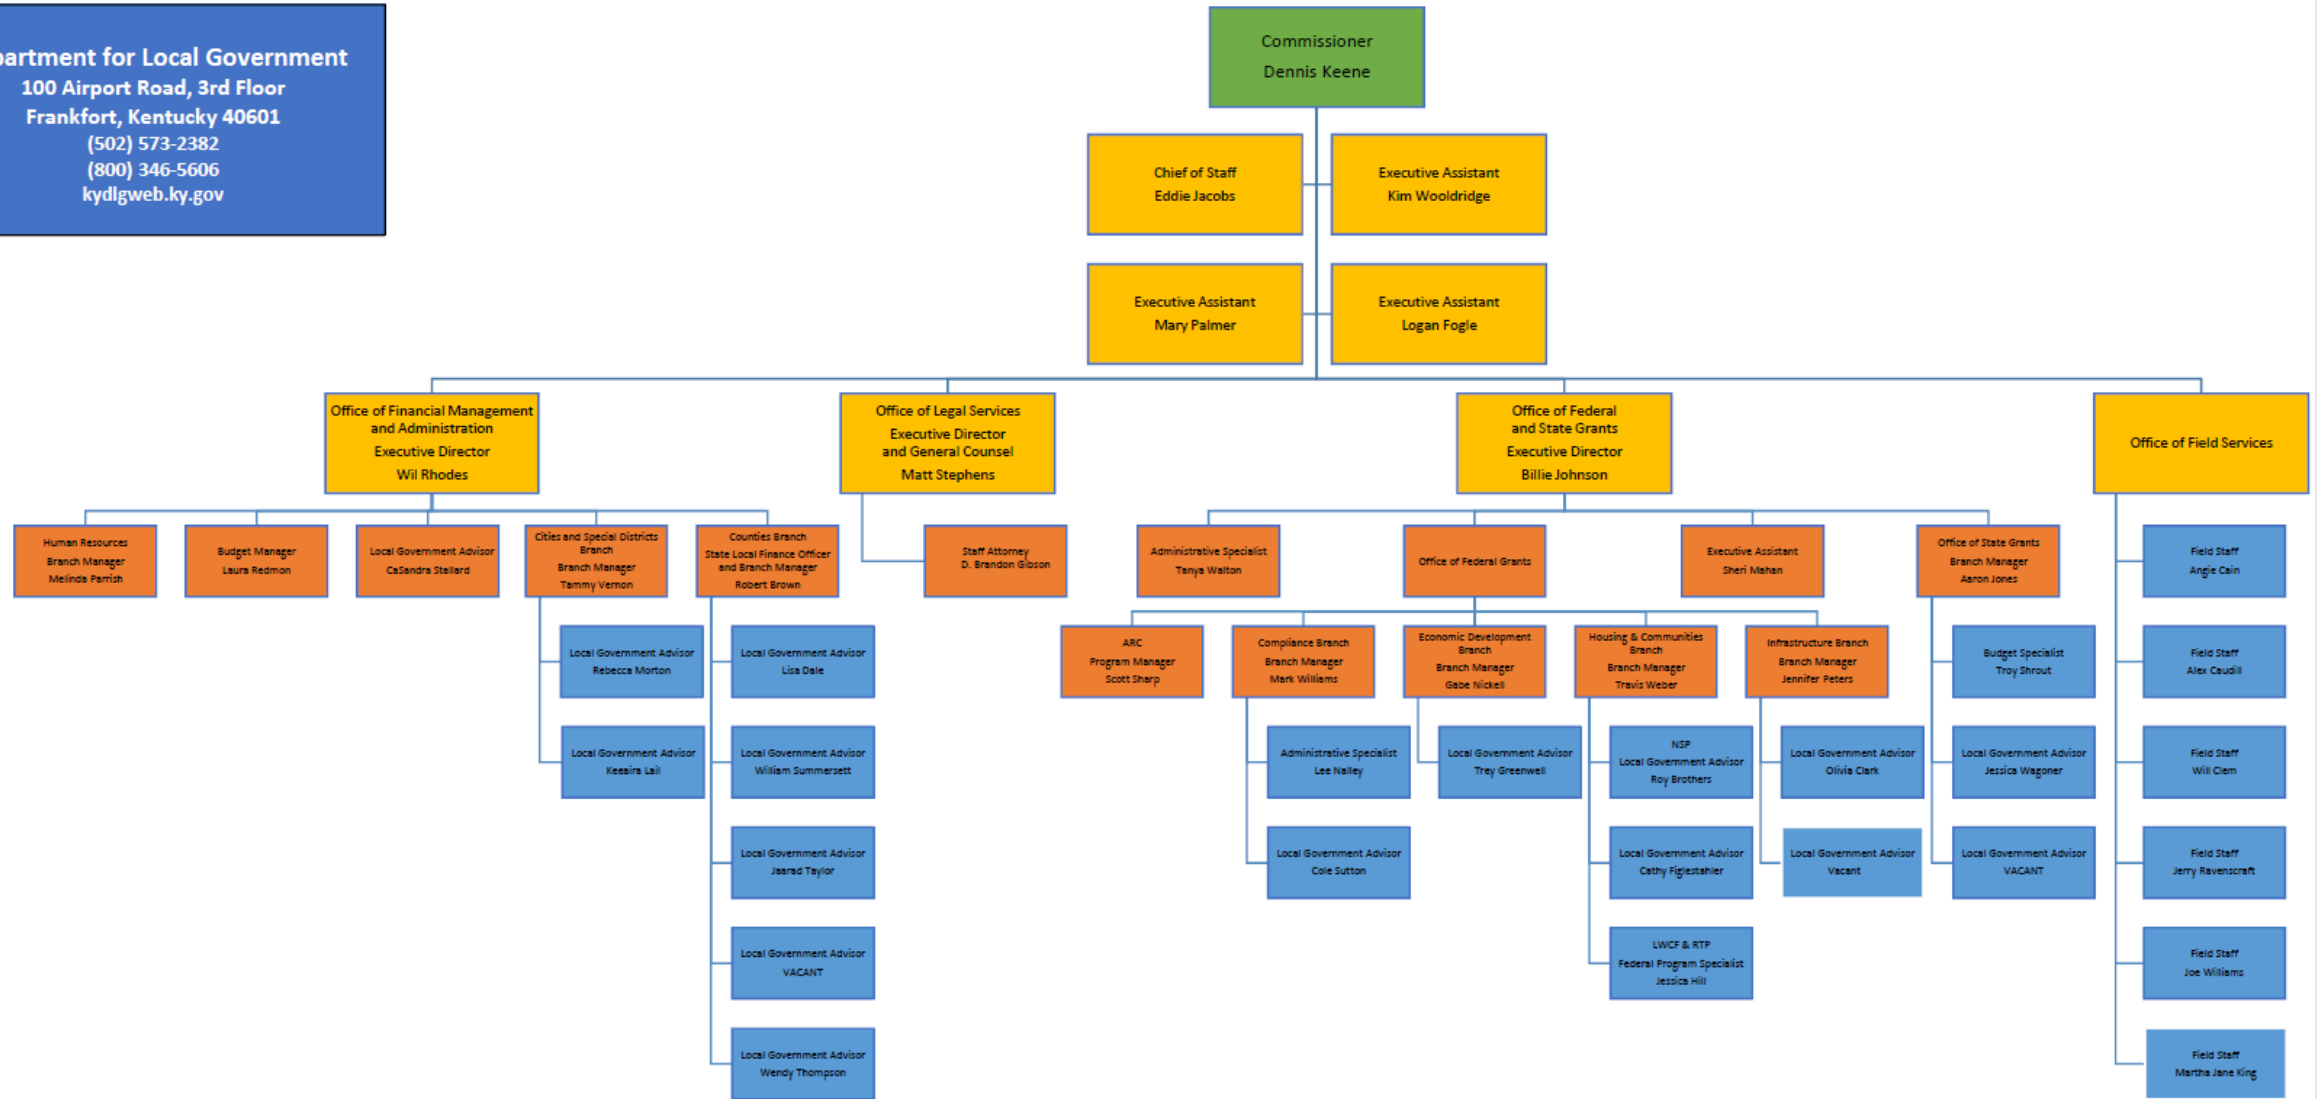 partment for Local Government
100 Airport Road, 3rd Floor
Frankfort, Kentucky 40601
(502) 573-2382
(800) 346-5606
kydlgweb.ky.gov
Commissioner
Dennis Keene
Chief of Staff
Eddie Jacobs
Executive Assistant
Kim Wooldridge
Executive Assistant
Mary Palmer
Executive Assistant
Logan Fogle
Office of Financial Management
and Administration
Executive Director
Wil Rhodes
Office of Legal Services
Executive Director
and General Counsel
Matt Stephens
Office of Federal
and State Grants
Executive Director
Billie Johnson
Office of Field Services
Human Resources
Branch Manager
Melinda Parrish
Budget Manager
Laura Redmon
Local Government Advisor
CaSandra Stallard
Cities and Special Districts
Branch
Branch Manager
Tammy Vernon
Counties Branch
State Local Finance Officer
and Branch Manager
Robert Brown
Staff Attorney
D. Brandon Gibson
Administrative Specialist
Tanya Walton
Office of Federal Grants
Executive Assistant
Sheri Mahan
Office of State Grants
Branch Manager
Aaron Jones
Field Staff
Angie Cain
Local Government Advisor
Rebecca Morton
Local Government Advisor
Lisa Dale
ARC
Program Manager
Scott Sharp
Compliance Branch
Branch Manager
Mark Williams
Economic Development
Branch
Branch Manager
Gabe Nickell
Housing & Communities
Branch
Branch Manager
Travis Weber
Infrastructure Branch
Branch Manager
Jennifer Peters
Budget Specialist
Troy Shrout
Field Staff
Alex Caudill
Local Government Advisor
Keeaira Lail
Local Government Advisor
William Summersett
Administrative Specialist
Lee Nalley
Local Government Advisor
Trey Greenwell
NSP
Local Government Advisor
Roy Brothers
Local Government Advisor
Olivia Clark
Local Government Advisor
Jessica Wagoner
Field Staff
Will Clem
Local Government Advisor
Jaarad Taylor
Local Government Advisor
Cole Sutton
Local Government Advisor
Cathy Figlestahler
Local Government Advisor
Vacant
Local Government Advisor
VACANT
Field Staff
Jerry Ravenscraft
Local Government Advisor
VACANT
LWCF & RTP
Federal Program Specialist
Jessica Hill
Field Staff
Joe Williams
Local Government Advisor
Wendy Thompson
Field Staff
Martha Jane King